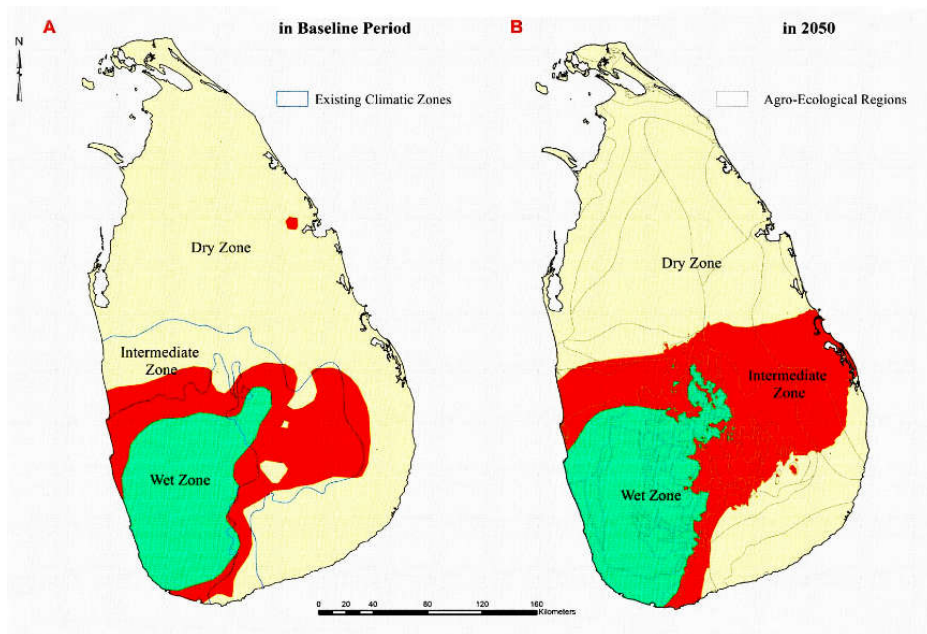 A
in Baseline Period
N
Existing Climatic Zones
Dry Zone
Intermediate
Zone
Wet Zone
B
in 2050
Agro-Ecological Regions
Dry Zone
Intermediate
Zone
Wet Zone
0 20 40 80 120 160
Kilometers